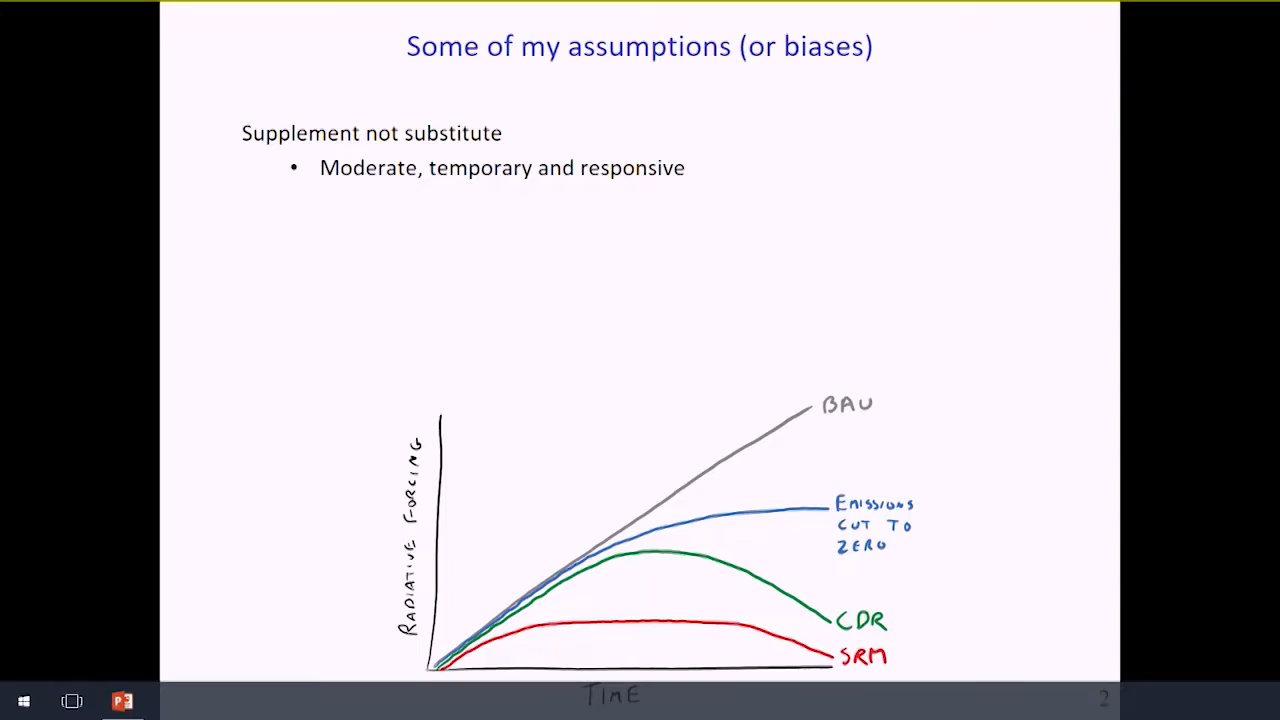 Some of my assumptions (or biases)
Supplement not substitute
• Moderate, temporary and responsive
BAU
RADIATIVE FORCING
EMISSIONS
CUT TO
ZERO
CDR
SRM
TIME
2